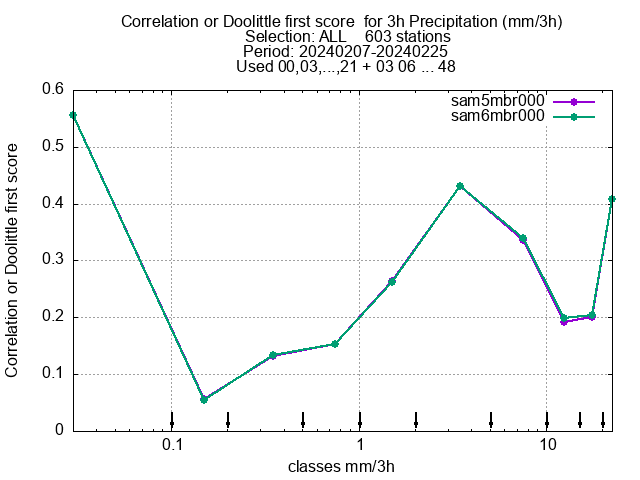 Correlation or Doolittle first score  for 3h Precipitation (mm/3h)
Selection: ALL    603 stations
Period: 20240207-20240225
Used 00,03,...,21 + 03 06 ... 48
sam5mbr000
sam6mbr000
Correlation or Doolittle first score
0.6
0.5
0.4
0.3
0.2
0.1
0
0.1 1 10
classes mm/3h